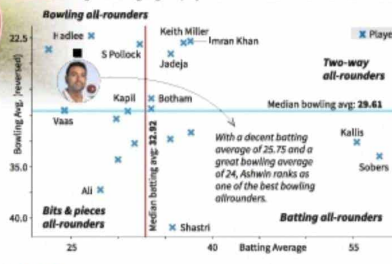 Bowling all-rounders
22.5
Hadlee
Keith Miller
Imran Khan
S Pollock
Jadeja
Two-way
all-rounders
Bowling Avg. (reversed)
Kapil
Botham
Median bowling avg: 29.61
Vaas
Median batting avg: 32.92
With a decent batting
average of 25.75 and a
great bowling average
of 24, Ashwin ranks as
one of the best bowling
allrounders.
Kallis
Sobers
35.0
Ali
40.0
Bits & pieces
all-rounders
Shastri
Batting all-rounders
25
40
Batting Average
55